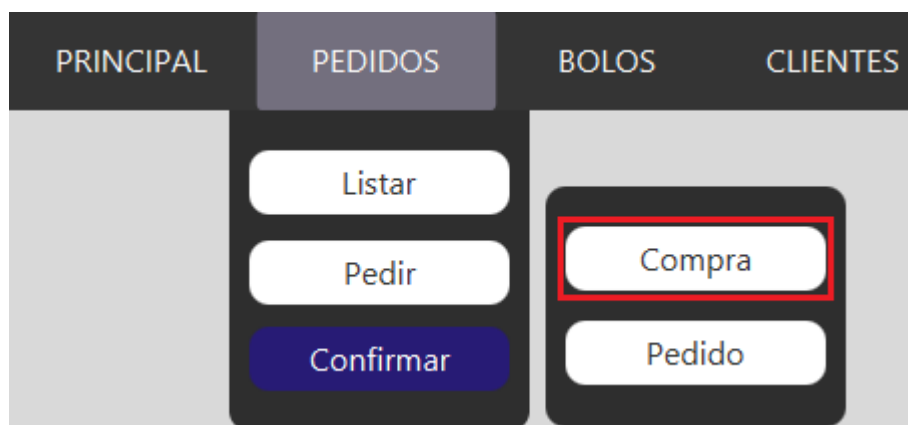 PRINCIPAL PEDIDOS BOLOS CLIENTES
Listar
Pedir
Confirmar
Compra
Pedido